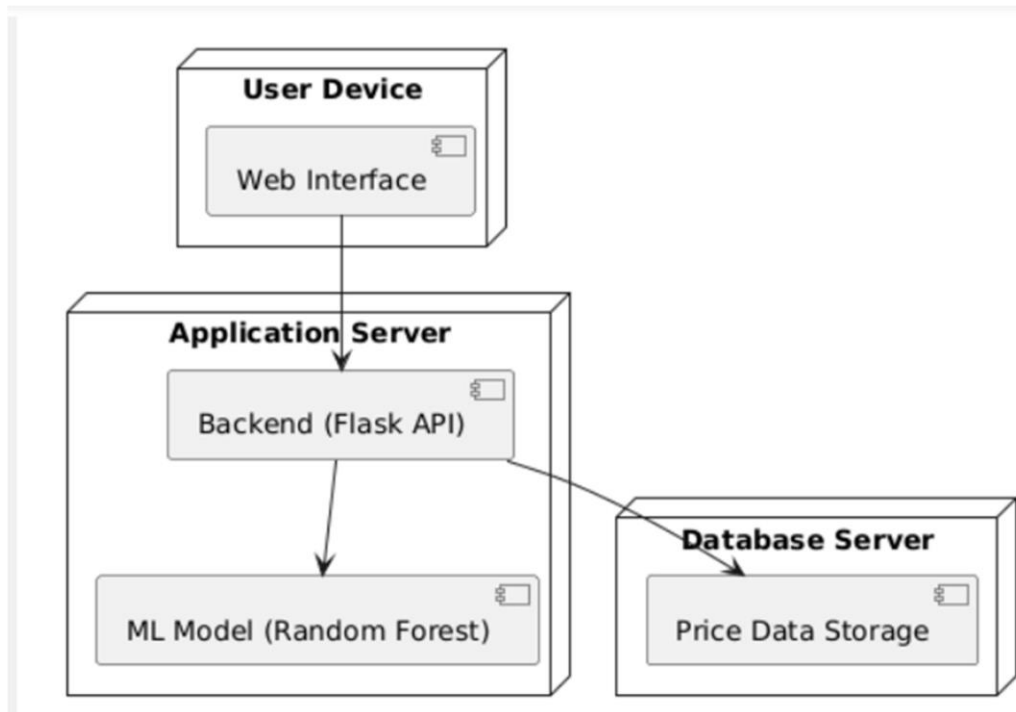 User Device
Web Interface
Application Server
Backend (Flask API)
Database Server
ML Model (Random Forest)
Price Data Storage